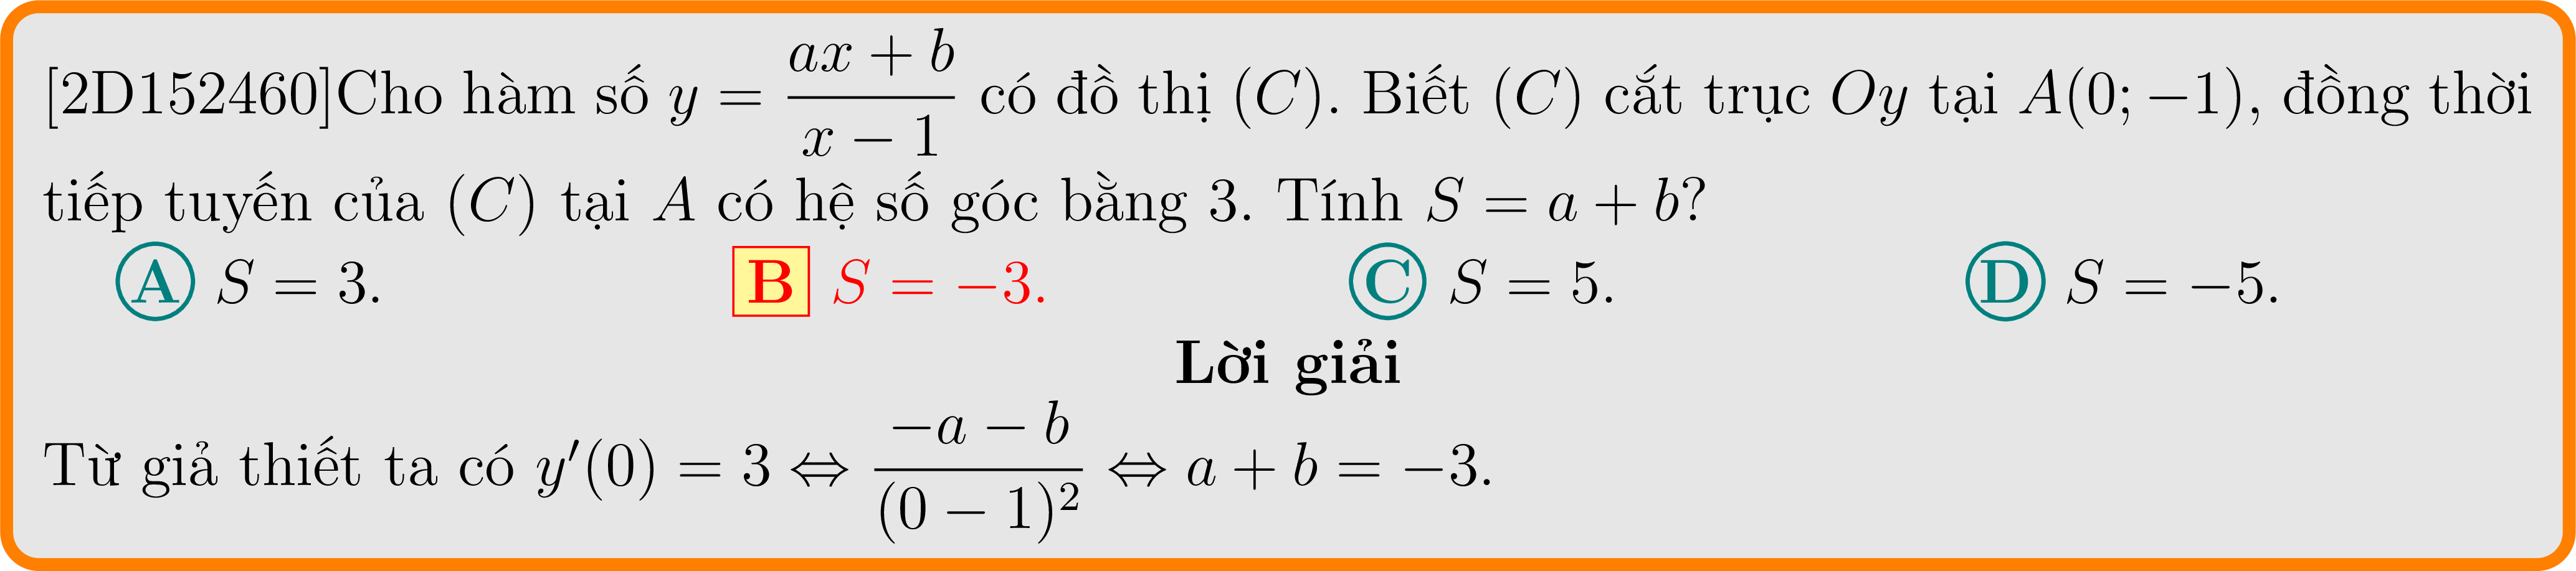 [2D152460]Cho hàm số $y = \dfrac{ax + b}{x - 1}$ có đồ thị $(C)$. Biết $(C)$ cắt trục $Oy$ tại $A(0; -1)$, đồng thời
tiếp tuyến của $(C)$ tại $A$ có hệ số góc bằng 3. Tính $S = a + b$?
A $S = 3$. B $S = -3$. C $S = 5$. D $S = -5$.
Lời giải
Từ giả thiết ta có $y'(0) = 3 \Leftrightarrow \dfrac{-a - b}{(0 - 1)^2} \Leftrightarrow a + b = -3$.